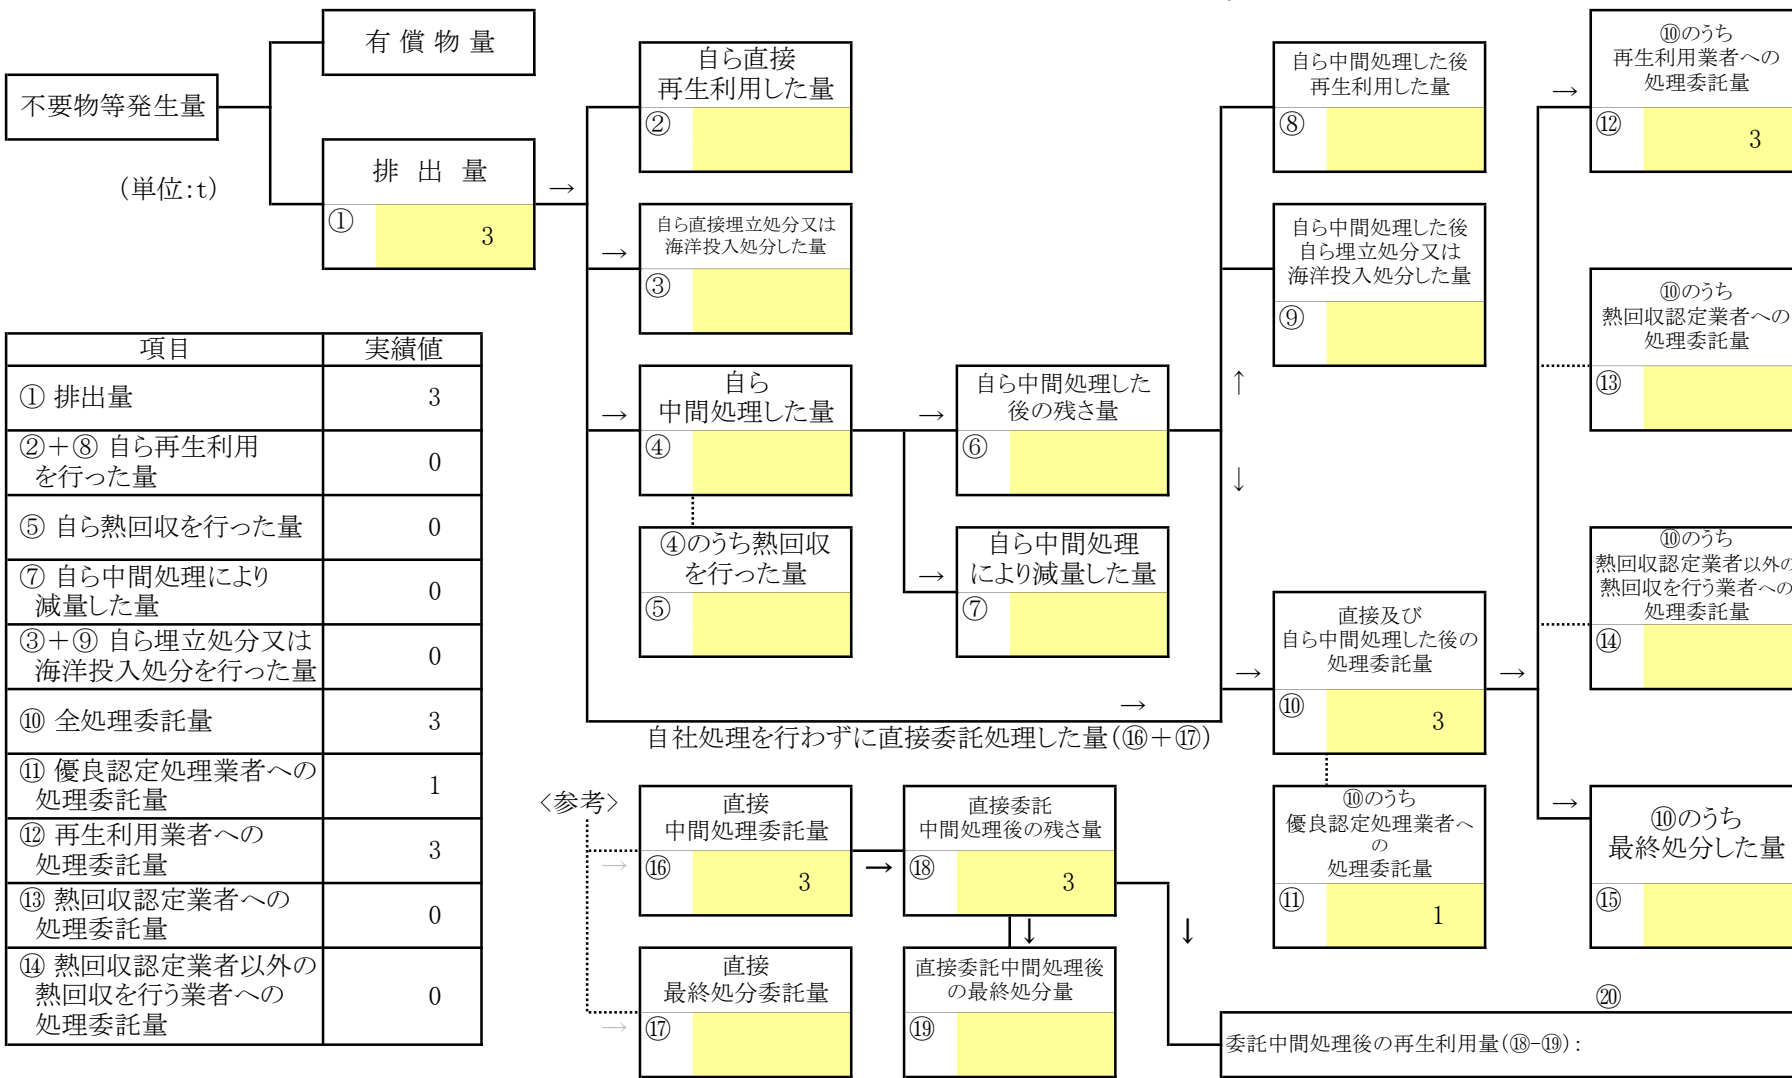 有 償 物 量
不要物等発生量
(単位:t)
排 出 量
→
①
3
自ら直接
再生利用した量
②
自ら直接埋立処分又は
海洋投入処分した量
→
③
自ら
中間処理した量
→
④
④のうち熱回収
を行った量
⑤
自ら中間処理した
後の残さ量
→
⑥
自ら中間処理
により減量した量
→
⑦
自ら中間処理した後
再生利用した量
⑧
自ら中間処理した後
自ら埋立処分又は
海洋投入処分した量
⑨
↑
↓
直接及び
自ら中間処理した後の
処理委託量
→
⑩
3
→
自社処理を行わずに直接委託処理した量(⑯+⑰)
⑩のうち
優良認定処理業者へ
の
処理委託量
⑪
1
→
⑩のうち
再生利用業者への
処理委託量
→
⑫
3
⑩のうち
熱回収認定業者への
処理委託量
⑬
⑩のうち
熱回収認定業者以外の
熱回収を行う業者への
処理委託量
⑭
⑩のうち
最終処分した量
→
⑮
項目 実績値
① 排出量 3
②+⑧ 自ら再生利用
を行った量 0
⑤ 自ら熱回収を行った量 0
⑦ 自ら中間処理により
減量した量 0
③+⑨ 自ら埋立処分又は
海洋投入処分を行った量 0
⑩ 全処理委託量 3
⑪ 優良認定処理業者への
処理委託量 1
⑫ 再生利用業者への
処理委託量 3
⑬ 熱回収認定業者への
処理委託量 0
⑭ 熱回収認定業者以外の
熱回収を行う業者への
処理委託量 0
<参考>
直接
中間処理委託量
→
⑯
3
直接
最終処分委託量
→
⑰
直接委託
中間処理後の残さ量
→
⑱
3
↓
直接委託中間処理後
の最終処分量
⑲
↓
⑳
委託中間処理後の再生利用量(⑱-⑲):